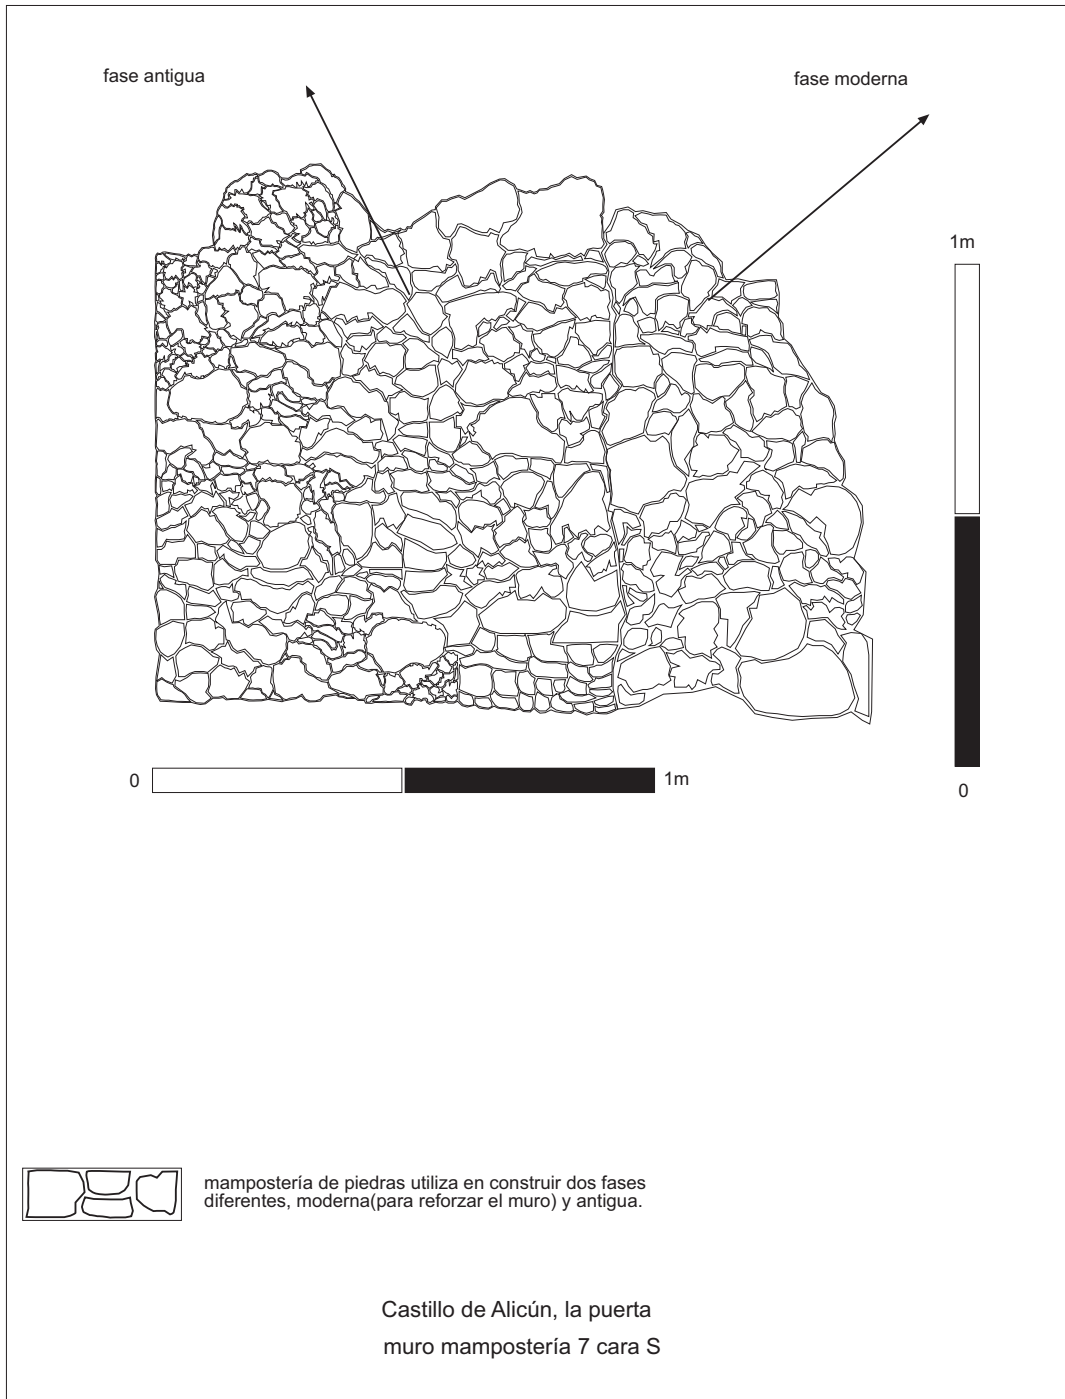 fase antigua
fase moderna
1m
0
1m
0
mampostería de piedras utiliza en construir dos fases
diferentes, moderna(para reforzar el muro) y antigua.
Castillo de Alicún, la puerta
muro mampostería 7 cara S